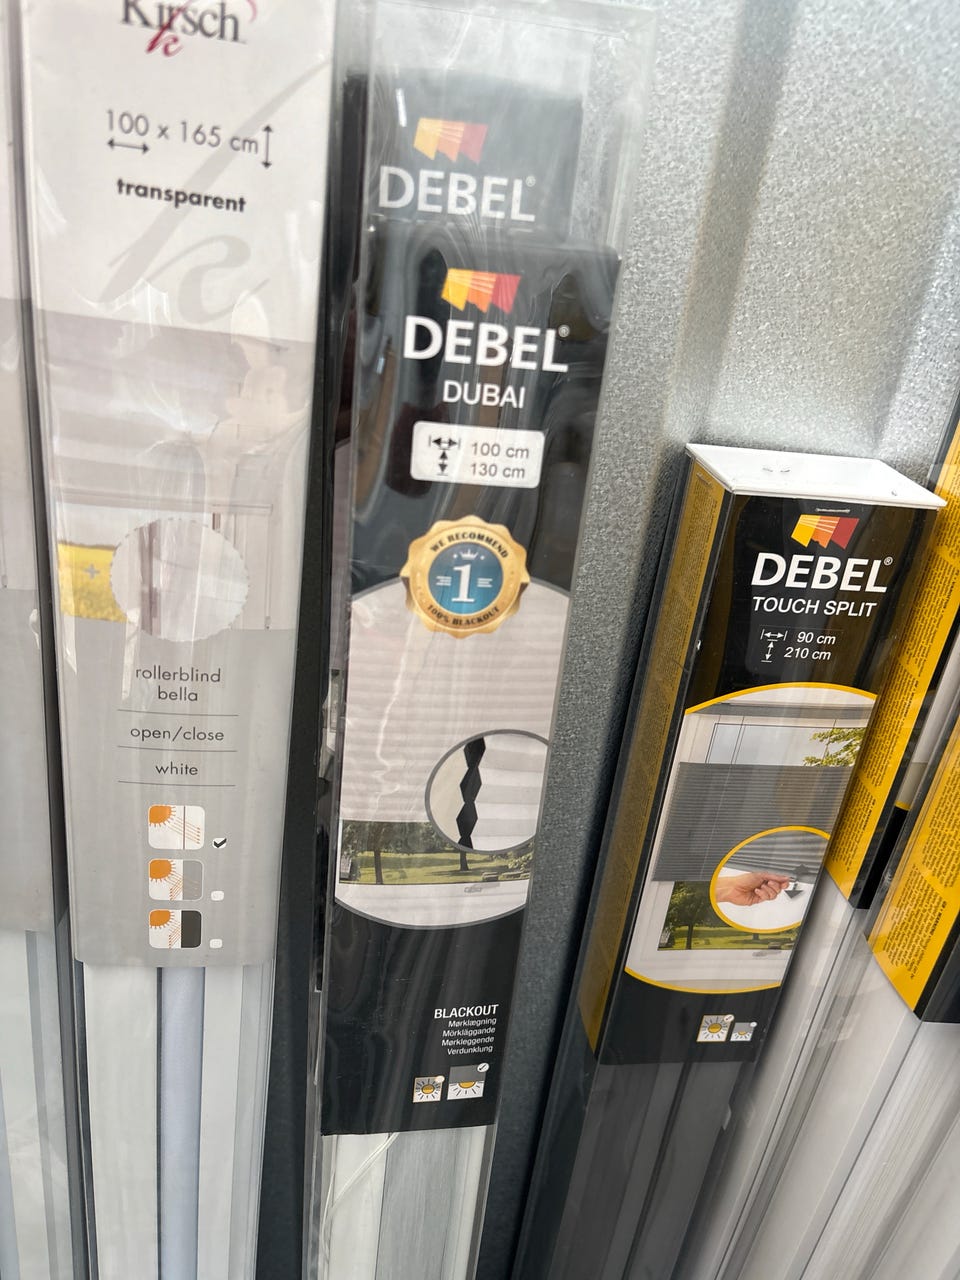 Kirsch
100 x 165 cm
transparent
rollerblind
bella
open/close
white
DEBEL®
DEBEL®
DUBAI
100 cm
130 cm
WE RECOMMEND
1
100% BLACKOUT
BLACKOUT
Mørklægning
Mörkläggande
Mørkleggende
Verdunklung
DEBEL®
TOUCH SPLIT
90 cm
210 cm